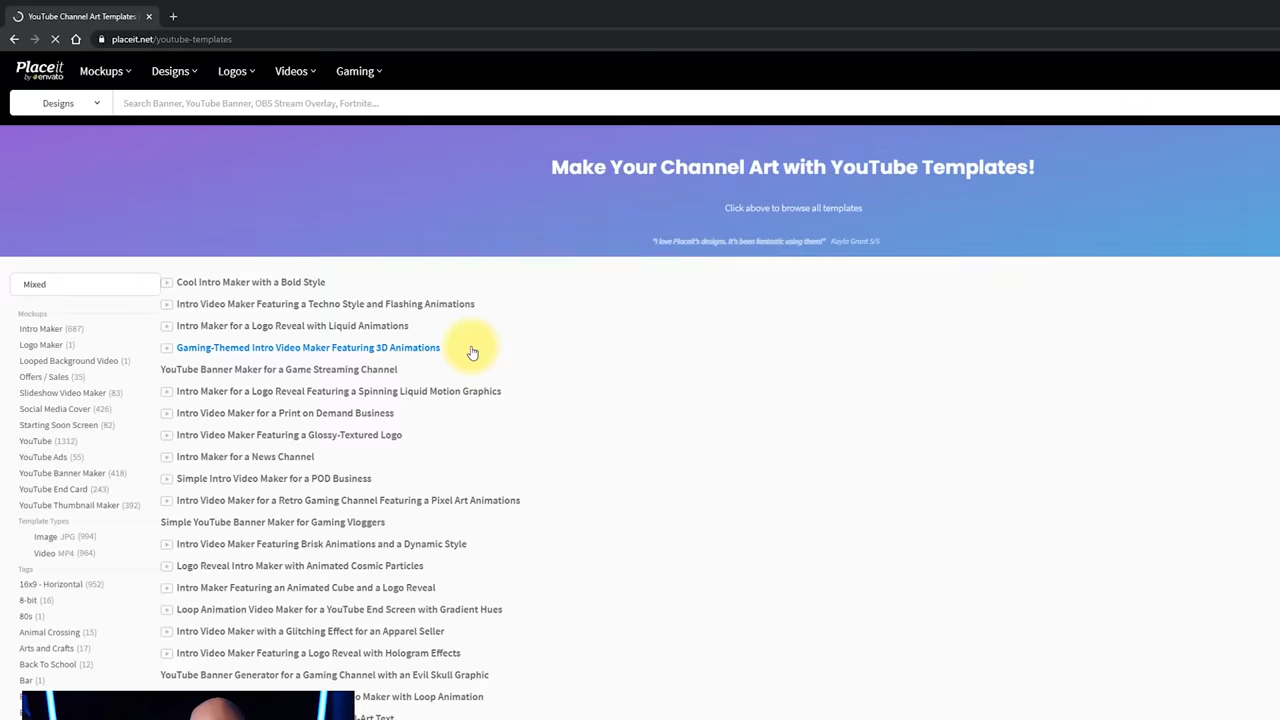 YouTube Channel Art Templates
placeit.net/youtube-templates
Placeit
by envato
Mockups
Designs
Logos
Videos
Gaming
Designs
Search Banner, YouTube Banner, OBS Stream Overlay, Fortnite...
Make Your Channel Art with YouTube Templates!
Click above to browse all templates
"I love Placeit's designs. It's been fantastic using them!" Kayla Grant 5/5
Mixed
Mockups
Intro Maker (687)
Logo Maker (1)
Looped Background Video (1)
Offers / Sales (35)
Slideshow Video Maker (83)
Social Media Cover (426)
Starting Soon Screen (82)
YouTube (1312)
YouTube Ads (55)
YouTube Banner Maker (418)
YouTube End Card (243)
YouTube Thumbnail Maker (392)
Template Types
Image JPG (994)
Video MP4 (964)
Tags
16x9 - Horizontal (952)
8-bit (16)
80s (1)
Animal Crossing (15)
Arts and Crafts (17)
Back To School (12)
Bar (1)
Cool Intro Maker with a Bold Style
Intro Video Maker Featuring a Techno Style and Flashing Animations
Intro Maker for a Logo Reveal with Liquid Animations
Gaming-Themed Intro Video Maker Featuring 3D Animations
YouTube Banner Maker for a Game Streaming Channel
Intro Maker for a Logo Reveal Featuring a Spinning Liquid Motion Graphics
Intro Video Maker for a Print on Demand Business
Intro Video Maker Featuring a Glossy-Textured Logo
Intro Maker for a News Channel
Simple Intro Video Maker for a POD Business
Intro Video Maker for a Retro Gaming Channel Featuring a Pixel Art Animations
Simple YouTube Banner Maker for Gaming Vloggers
Intro Video Maker Featuring Brisk Animations and a Dynamic Style
Logo Reveal Intro Maker with Animated Cosmic Particles
Intro Maker Featuring an Animated Cube and a Logo Reveal
Loop Animation Video Maker for a YouTube End Screen with Gradient Hues
Intro Video Maker with a Glitching Effect for an Apparel Seller
Intro Video Maker Featuring a Logo Reveal with Hologram Effects
YouTube Banner Generator for a Gaming Channel with an Evil Skull Graphic
Maker with Loop Animation
-Art Text